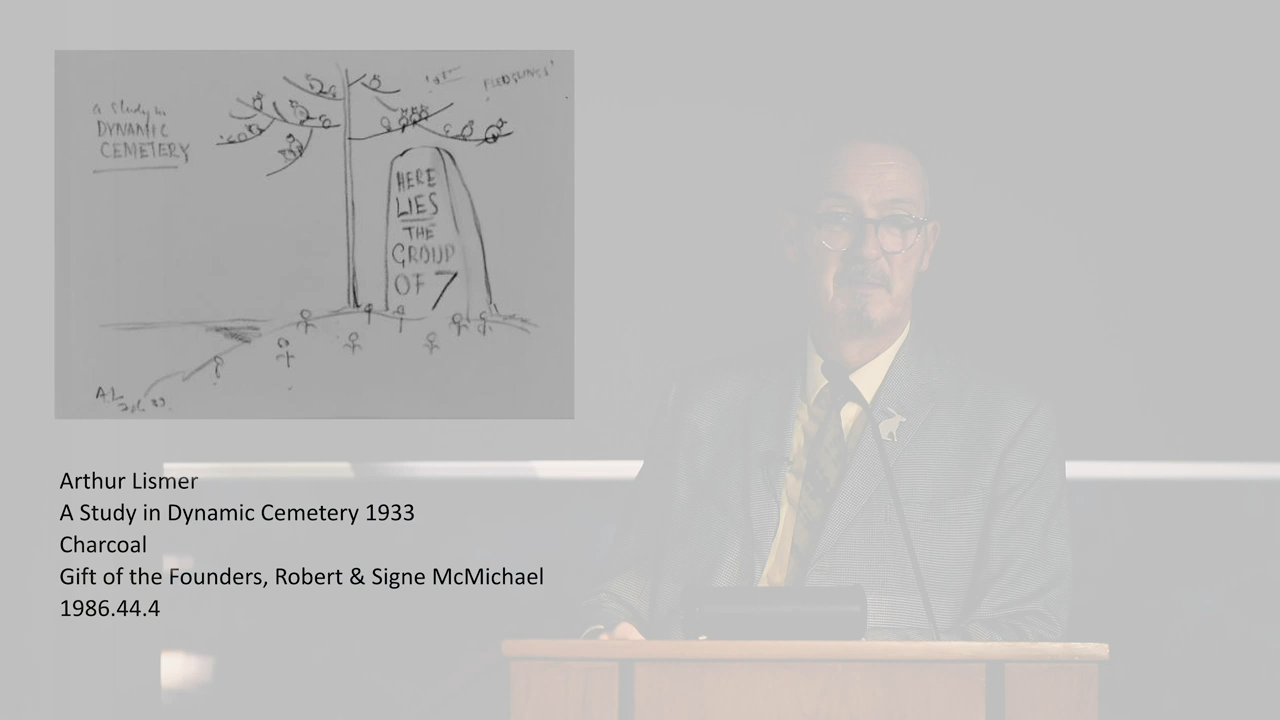 a study in
DYNAMIC
CEMETERY
FLEDGLINGS'
HERE
LIES
THE
GROUP
OF 7
A.L
Arthur Lismer
A Study in Dynamic Cemetery 1933
Charcoal
Gift of the Founders, Robert & Signe McMichael
1986.44.4